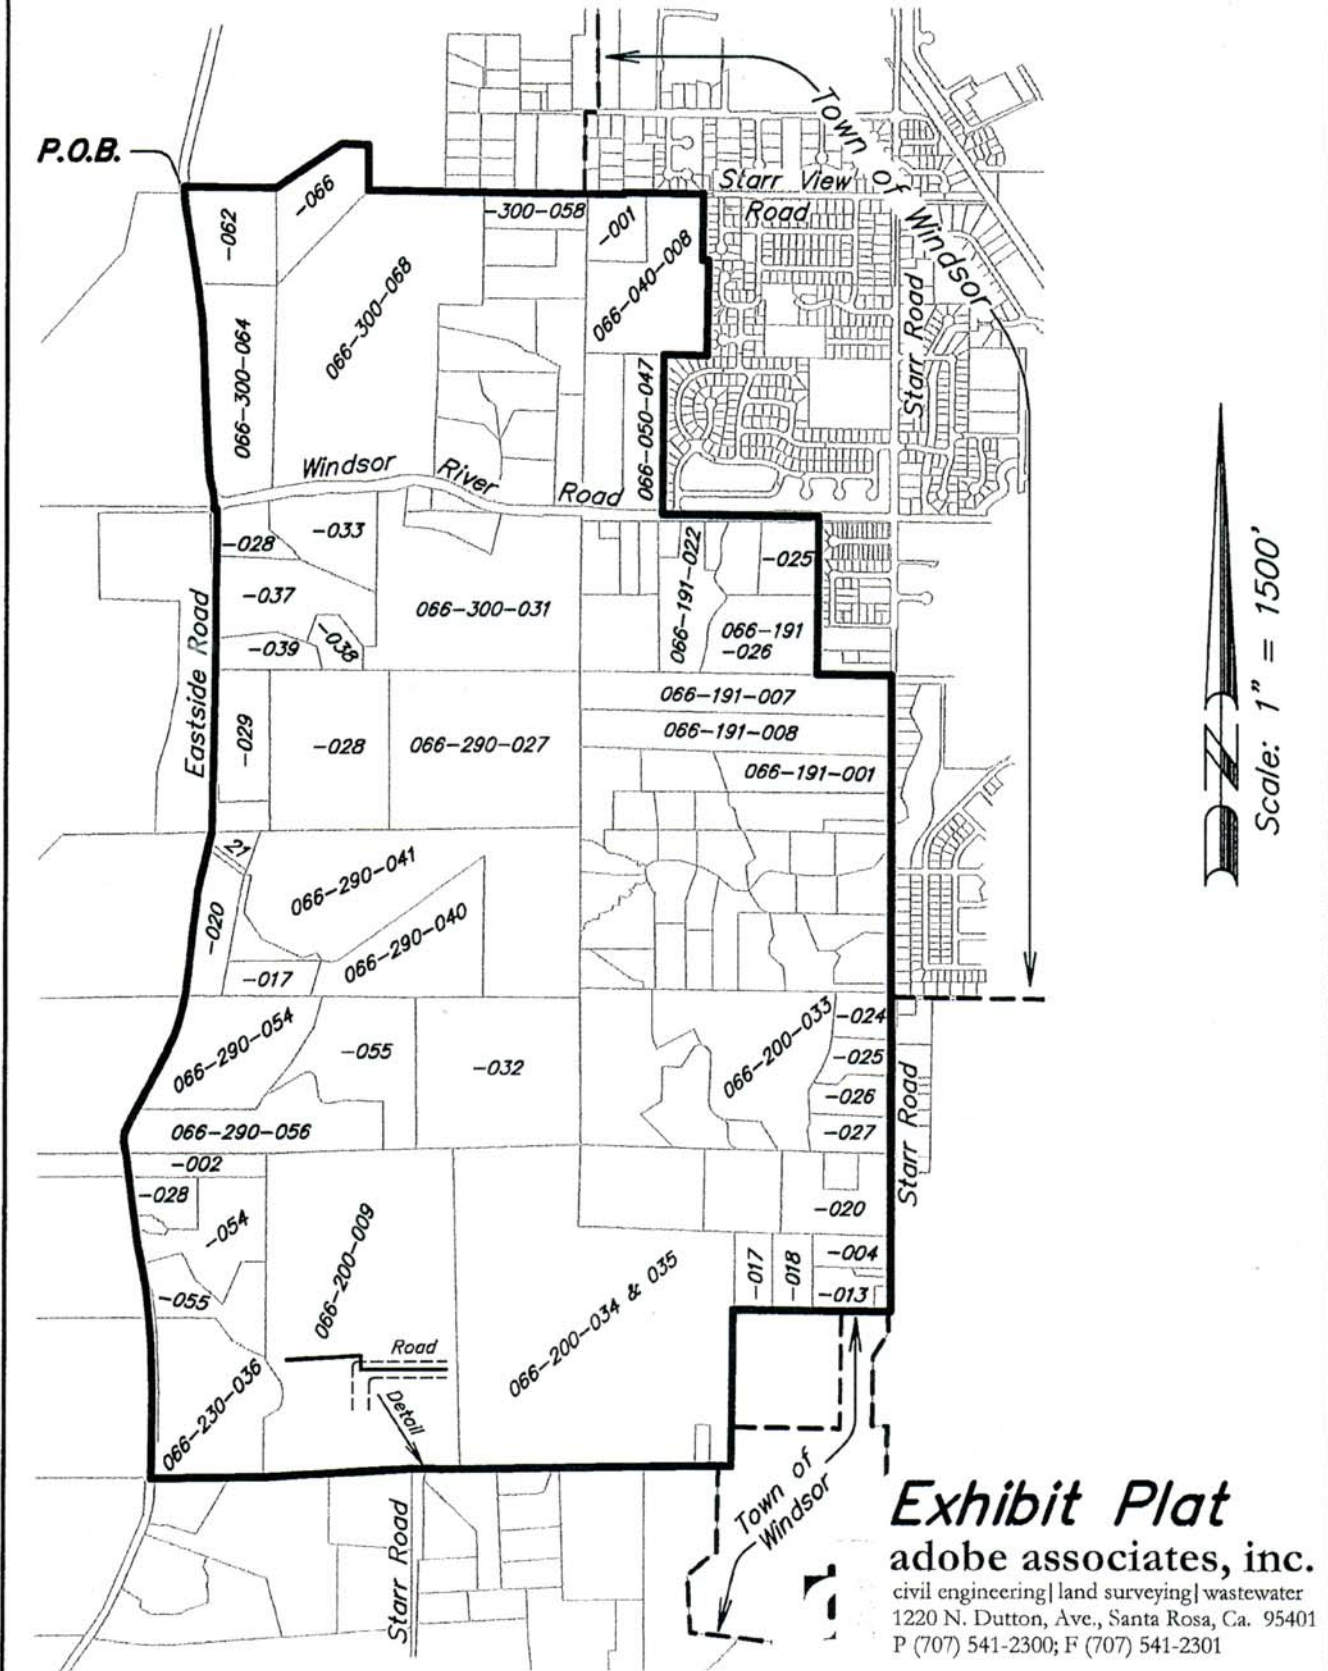 P.O.B.
Town of Windsor
Starr View
Road
-062
-066
-300-058
-001
066-040-008
066-300-068
066-300-064
066-050-047
Starr Road
Windsor River Road
-028
-033
-037
-039
-038
066-300-031
066-191-022
-025
066-191
-026
Eastside Road
Scale: 1" = 1500'
N
066-191-007
066-191-008
066-191-001
-029
-028
066-290-027
21
066-290-041
066-290-040
-020
-017
066-290-054
-055
-032
066-200-033
-024
-025
-026
-027
066-290-056
Starr Road
-002
-028
-054
-055
066-200-009
066-200-034 & 035
-020
-017
-018
-004
-013
066-230-036
Road
Detail
Starr Road
Town of
Windsor
Exhibit Plat
adobe associates, inc.
civil engineering| land surveying| wastewater
1220 N. Dutton, Ave., Santa Rosa, Ca. 95401
P (707) 541-2300; F (707) 541-2301